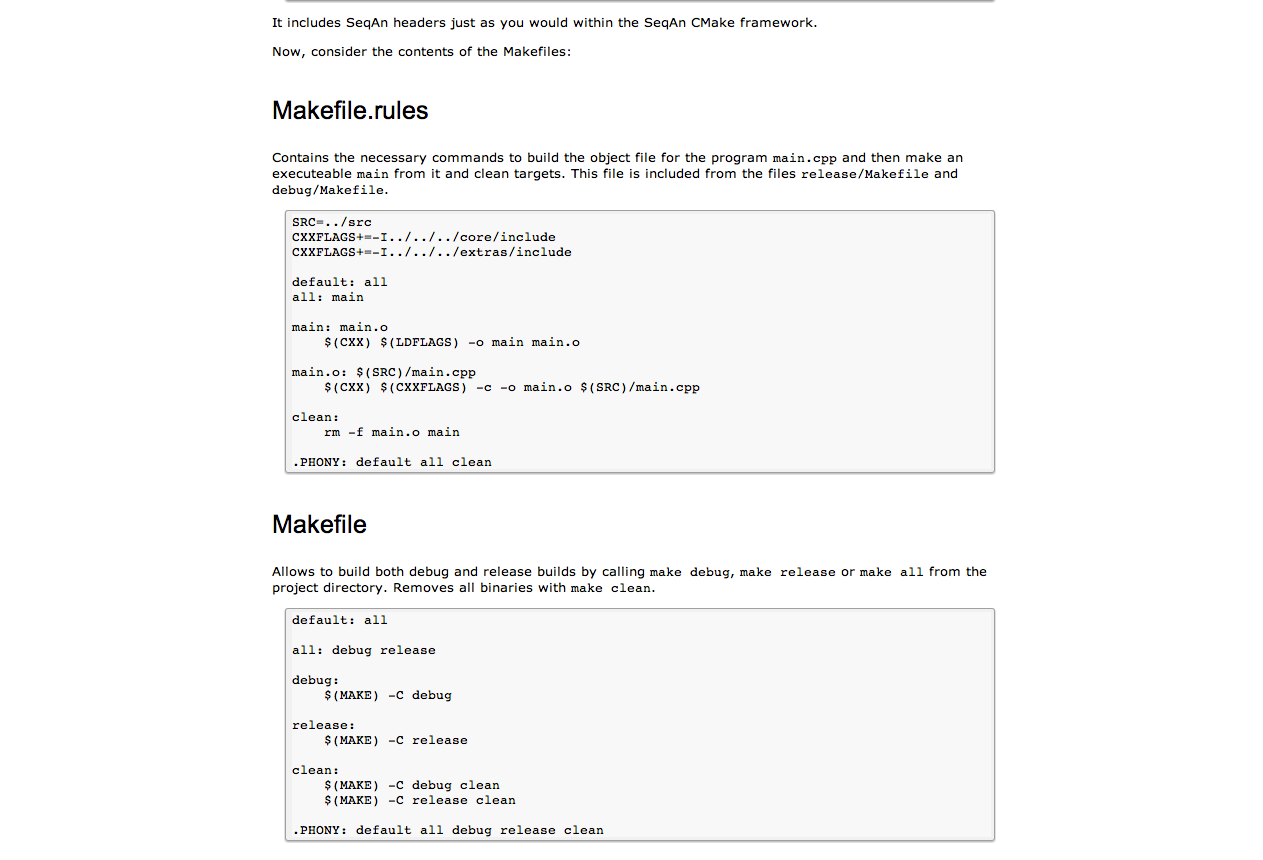 It includes SeqAn headers just as you would within the SeqAn CMake framework.
Now, consider the contents of the Makefiles:
Makefile.rules
Contains the necessary commands to build the object file for the program main.cpp and then make an
executeable main from it and clean targets. This file is included from the files release/Makefile and
debug/Makefile.
SRC=../src
CXXFLAGS+=-I../../../core/include
CXXFLAGS+=-I../../../extras/include
default: all
all: main
main: main.o
    $(CXX) $(LDFLAGS) -o main main.o
main.o: $(SRC)/main.cpp
    $(CXX) $(CXXFLAGS) -c -o main.o $(SRC)/main.cpp
clean:
    rm -f main.o main
.PHONY: default all clean
Makefile
Allows to build both debug and release builds by calling make debug, make release or make all from the
project directory. Removes all binaries with make clean.
default: all
all: debug release
debug:
    $(MAKE) -C debug
release:
    $(MAKE) -C release
clean:
    $(MAKE) -C debug clean
    $(MAKE) -C release clean
.PHONY: default all debug release clean